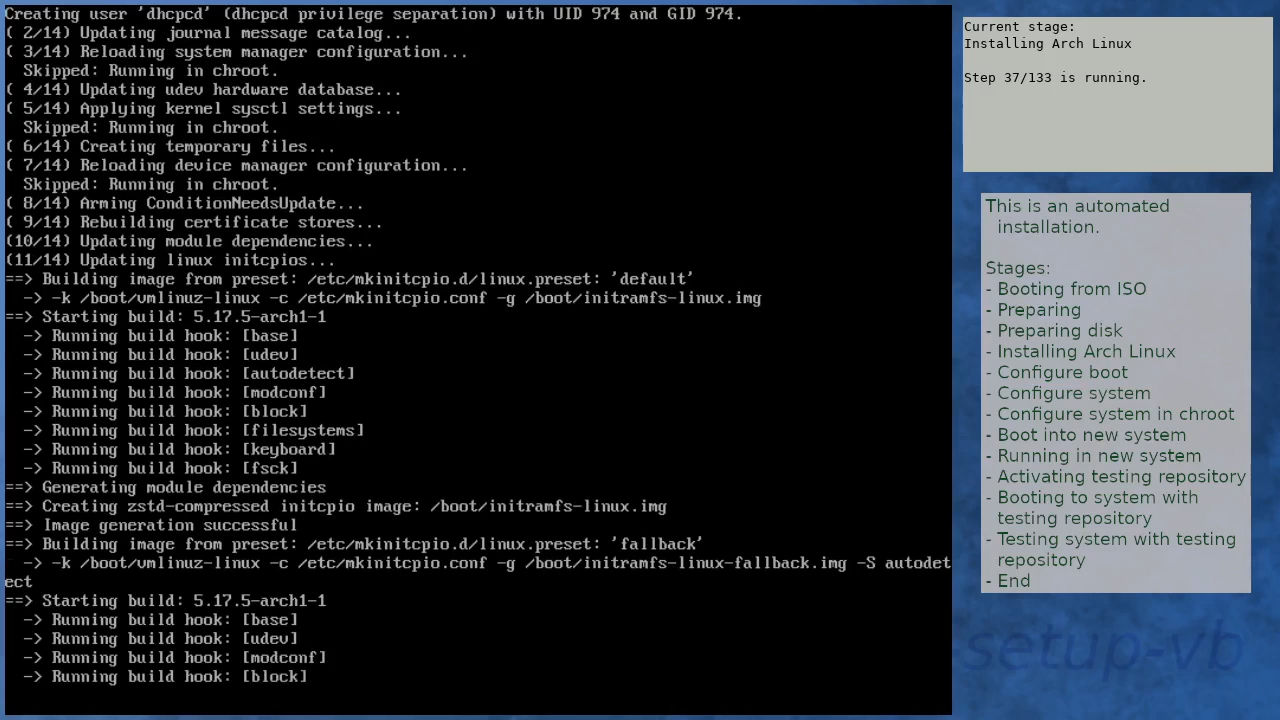 Creating user 'dhcpcd' (dhcpcd privilege separation) with UID 974 and GID 974.
( 2/14) Updating journal message catalog...
( 3/14) Reloading system manager configuration...
  Skipped: Running in chroot.
( 4/14) Updating udev hardware database...
( 5/14) Applying kernel sysctl settings...
  Skipped: Running in chroot.
( 6/14) Creating temporary files...
( 7/14) Reloading device manager configuration...
  Skipped: Running in chroot.
( 8/14) Arming ConditionNeedsUpdate...
( 9/14) Rebuilding certificate stores...
(10/14) Updating module dependencies...
(11/14) Updating linux initcpios...
==> Building image from preset: /etc/mkinitcpio.d/linux.preset: 'default'
  -> -k /boot/vmlinuz-linux -c /etc/mkinitcpio.conf -g /boot/initramfs-linux.img
==> Starting build: 5.17.5-arch1-1
  -> Running build hook: [base]
  -> Running build hook: [udev]
  -> Running build hook: [autodetect]
  -> Running build hook: [modconf]
  -> Running build hook: [block]
  -> Running build hook: [filesystems]
  -> Running build hook: [keyboard]
  -> Running build hook: [fsck]
==> Generating module dependencies
==> Creating zstd-compressed initcpio image: /boot/initramfs-linux.img
==> Image generation successful
==> Building image from preset: /etc/mkinitcpio.d/linux.preset: 'fallback'
  -> -k /boot/vmlinuz-linux -c /etc/mkinitcpio.conf -g /boot/initramfs-linux-fallback.img -S autodet
ect
==> Starting build: 5.17.5-arch1-1
  -> Running build hook: [base]
  -> Running build hook: [udev]
  -> Running build hook: [modconf]
  -> Running build hook: [block]
Current stage:
Installing Arch Linux
Step 37/133 is running.
This is an automated
installation.
Stages:
- Booting from ISO
- Preparing
- Preparing disk
- Installing Arch Linux
- Configure boot
- Configure system
- Configure system in chroot
- Boot into new system
- Running in new system
- Activating testing repository
- Booting to system with
testing repository
- Testing system with testing
repository
- End
setup-vb